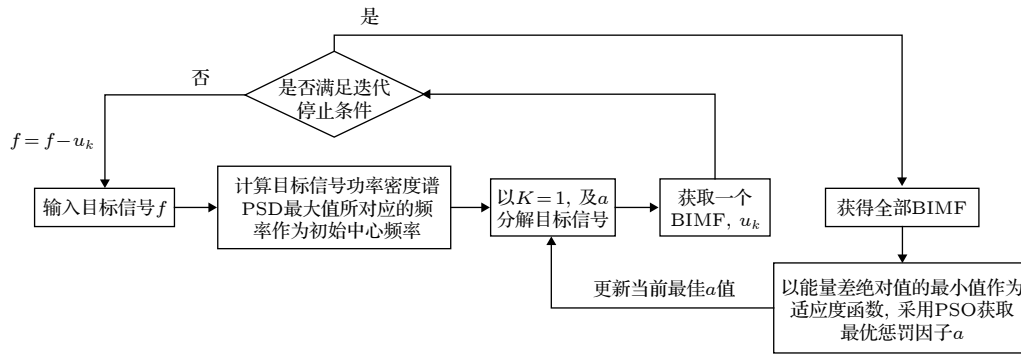 是
否
是否满足迭代
停止条件
f = f−uₖ
输入目标信号f
计算目标信号功率密度谱
PSD最大值所对应的频
率作为初始中心频率
以K=1, 及a
分解目标信号
获取一个
BIMF, uₖ
获得全部BIMF
更新当前最佳a值
以能量差绝对值的最小值作为
适应度函数, 采用PSO获取
最优惩罚因子a